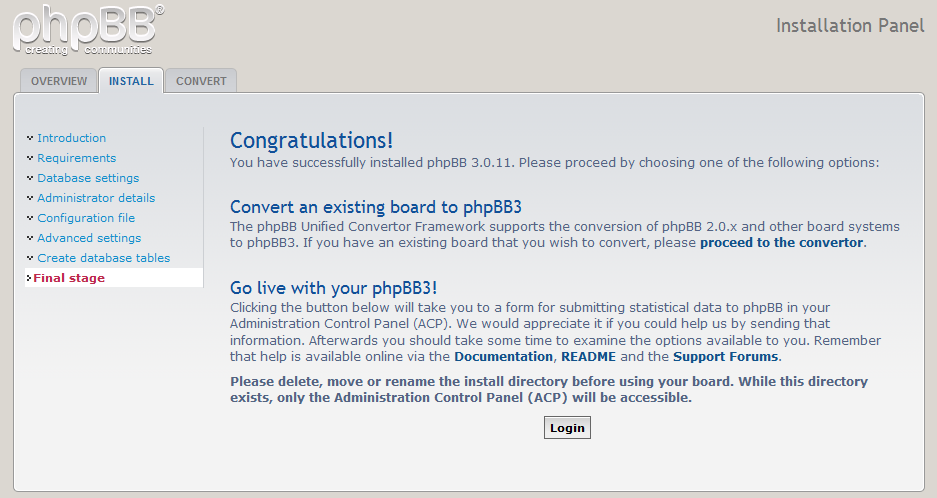 phpBB®
creating communities
Installation Panel
OVERVIEW
INSTALL
CONVERT
Introduction
Requirements
Database settings
Administrator details
Configuration file
Advanced settings
Create database tables
Final stage
Congratulations!
You have successfully installed phpBB 3.0.11. Please proceed by choosing one of the following options:
Convert an existing board to phpBB3
The phpBB Unified Convertor Framework supports the conversion of phpBB 2.0.x and other board systems
to phpBB3. If you have an existing board that you wish to convert, please proceed to the convertor.
Go live with your phpBB3!
Clicking the button below will take you to a form for submitting statistical data to phpBB in your
Administration Control Panel (ACP). We would appreciate it if you could help us by sending that
information. Afterwards you should take some time to examine the options available to you. Remember
that help is available online via the Documentation, README and the Support Forums.
Please delete, move or rename the install directory before using your board. While this directory
exists, only the Administration Control Panel (ACP) will be accessible.
Login